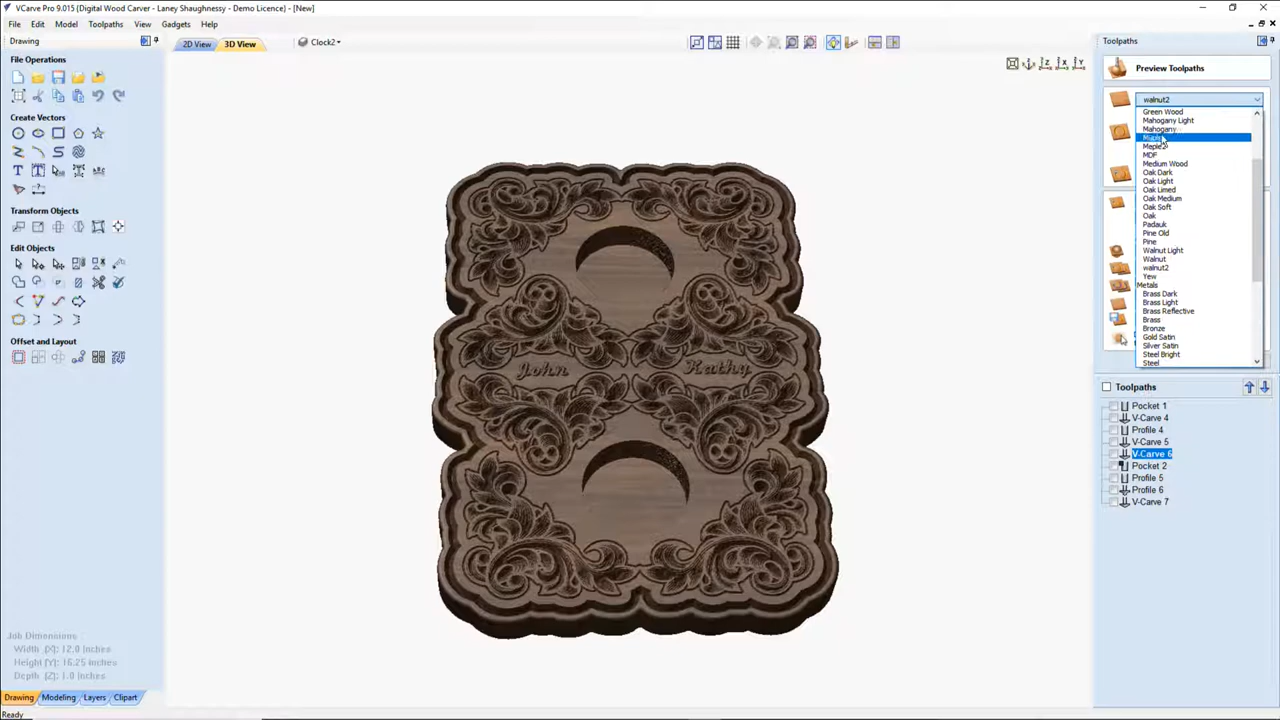 VCarve Pro 9.015 {Digital Wood Carver - Laney Shaughnessy - Demo Licence} - [New]
File Edit Model Toolpaths View Gadgets Help
Drawing
2D View 3D View Clock2
Toolpaths
File Operations
Create Vectors
Transform Objects
Edit Objects
Offset and Layout
Job Dimensions
Width (X): 12.0 inches
Height (Y): 16.25 inches
Depth (Z): 1.0 inches
Drawing Modeling Layers Clipart
Ready
John Kathy
Preview Toolpaths
walnut2
Green Wood
Mahogany Light
Mahogany
Maple2
MDF
Medium Wood
Oak Dark
Oak Light
Oak Limed
Oak Medium
Oak Soft
Oak
Padauk
Pine Old
Pine
Walnut Light
Walnut
walnut2
Yew
Metals
Brass Dark
Brass Light
Brass Reflective
Brass
Bronze
Gold Satin
Silver Satin
Steel Bright
Steel
Toolpaths
Pocket 1
V-Carve 4
Profile 4
V-Carve 5
V-Carve 6
Pocket 2
Profile 5
Profile 6
V-Carve 7